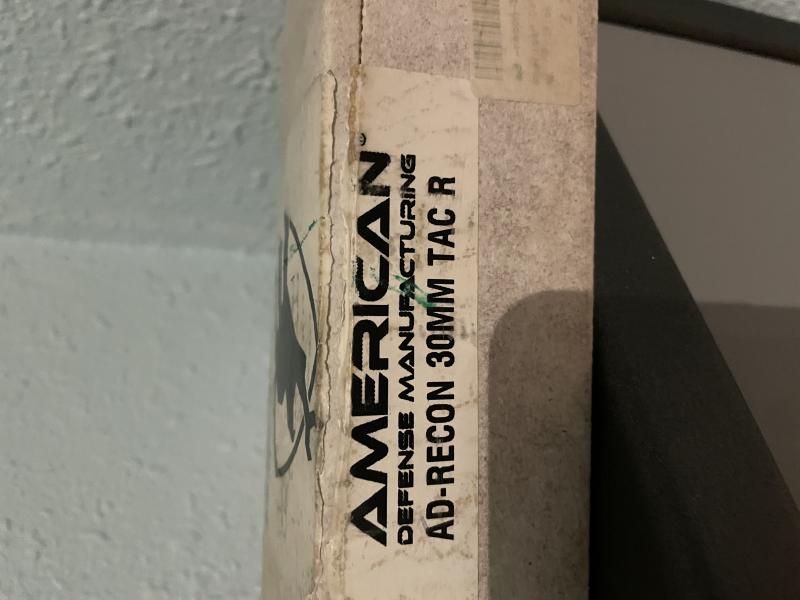 AMERICAN®
DEFENSE MANUFACTURING
AD-RECON 30MM TAC R